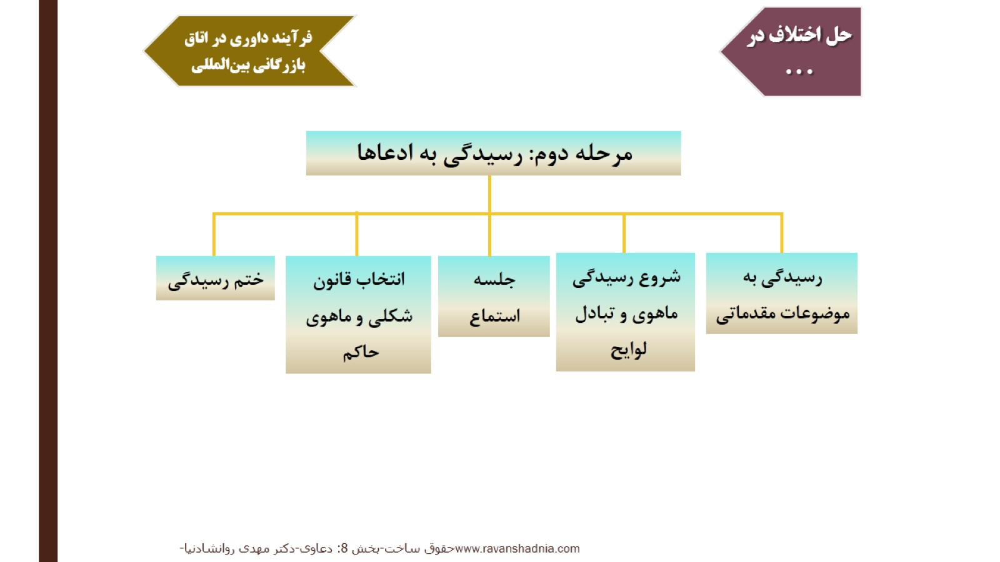 حل اختلاف در
...
فرآیند داوری در اتاق
بازرگانی بین‌المللی
مرحله دوم: رسیدگی به ادعاها
رسیدگی به
موضوعات مقدماتی
شروع رسیدگی
ماهوی و تبادل
لوایح
جلسه
استماع
انتخاب قانون
شکلی و ماهوی
حاکم
ختم رسیدگی
www.ravanshadnia.comحقوق ساخت-بخش 8: دعاوی-دکتر مهدی روانشادنیا-